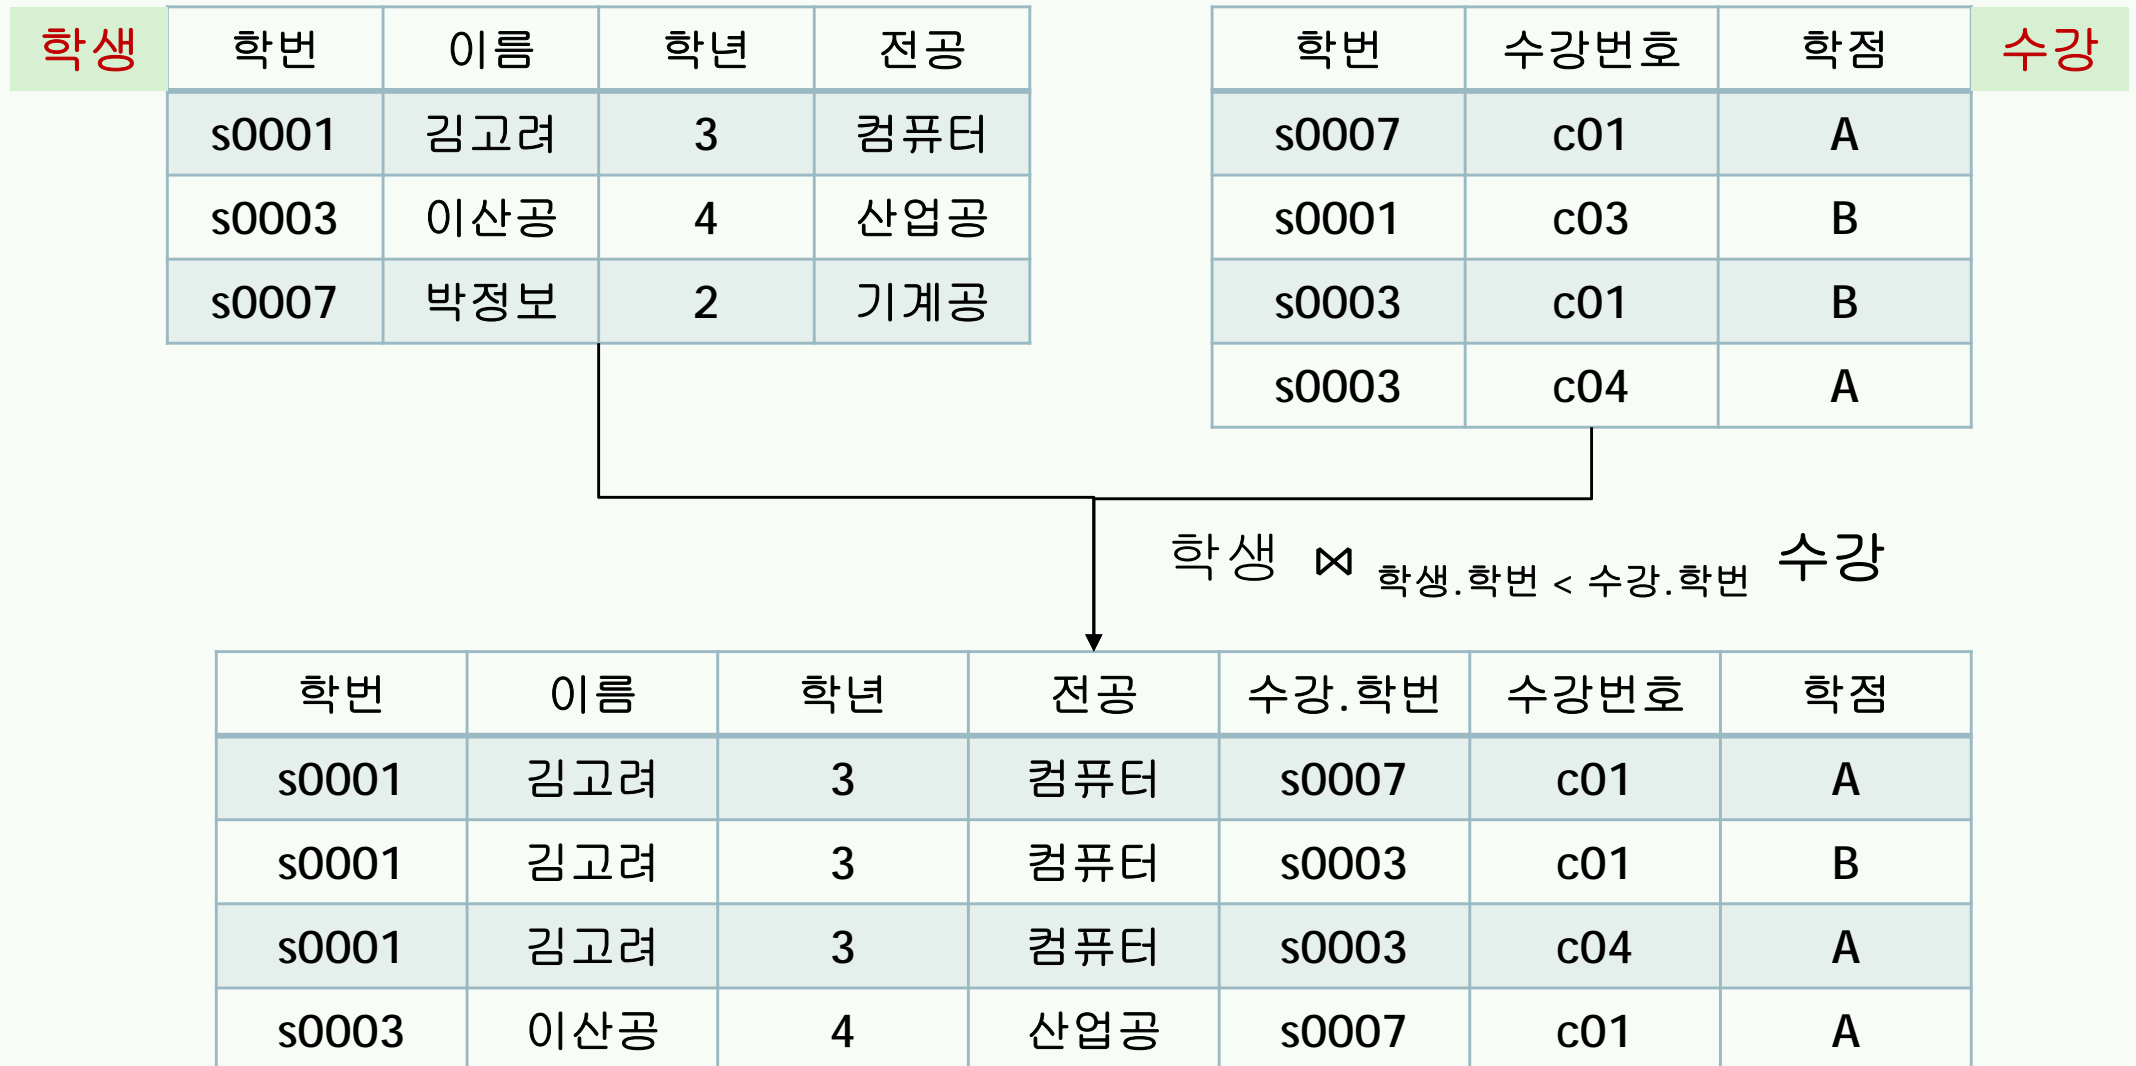 학생
학번 이름 학년 전공
s0001 김고려 3 컴퓨터
s0003 이산공 4 산업공
s0007 박정보 2 기계공
학번 수강번호 학점
수강
s0007 c01 A
s0001 c03 B
s0003 c01 B
s0003 c04 A
학생 ⋈ 학생.학번 < 수강.학번 수강
학번 이름 학년 전공 수강.학번 수강번호 학점
s0001 김고려 3 컴퓨터 s0007 c01 A
s0001 김고려 3 컴퓨터 s0003 c01 B
s0001 김고려 3 컴퓨터 s0003 c04 A
s0003 이산공 4 산업공 s0007 c01 A